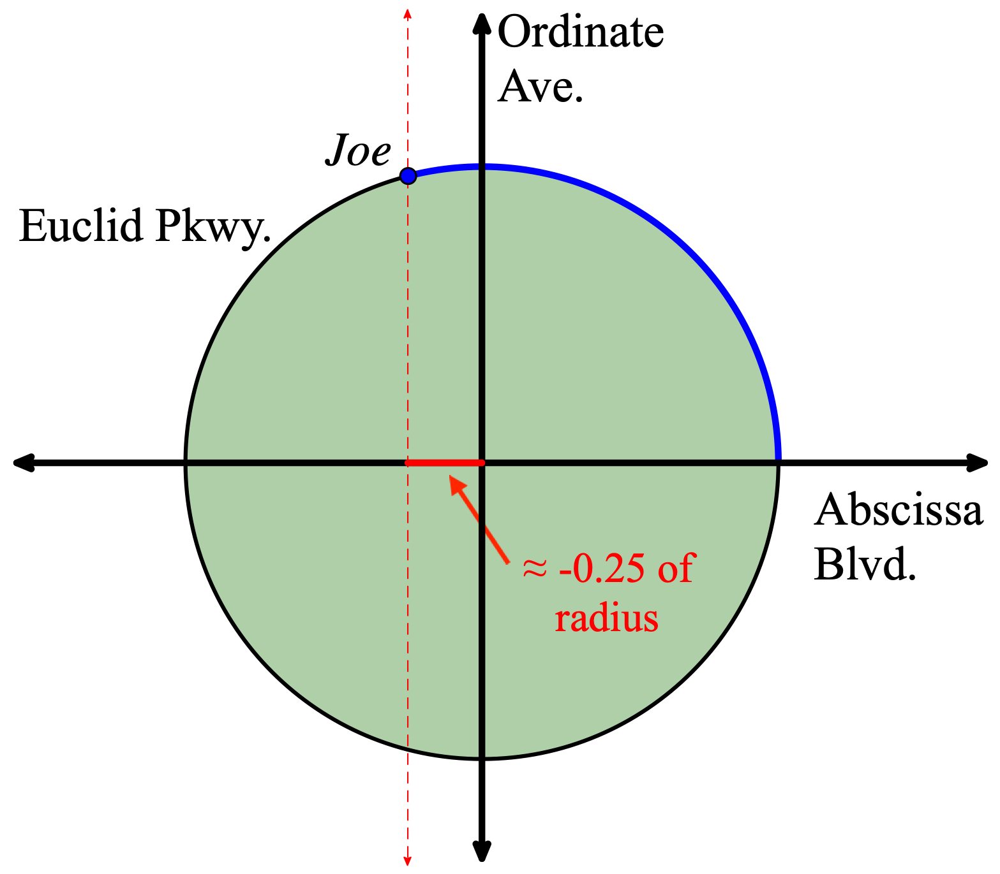 Ordinate
Ave.
Joe
Euclid Pkwy.
Abscissa
Blvd.
≈ -0.25 of
radius